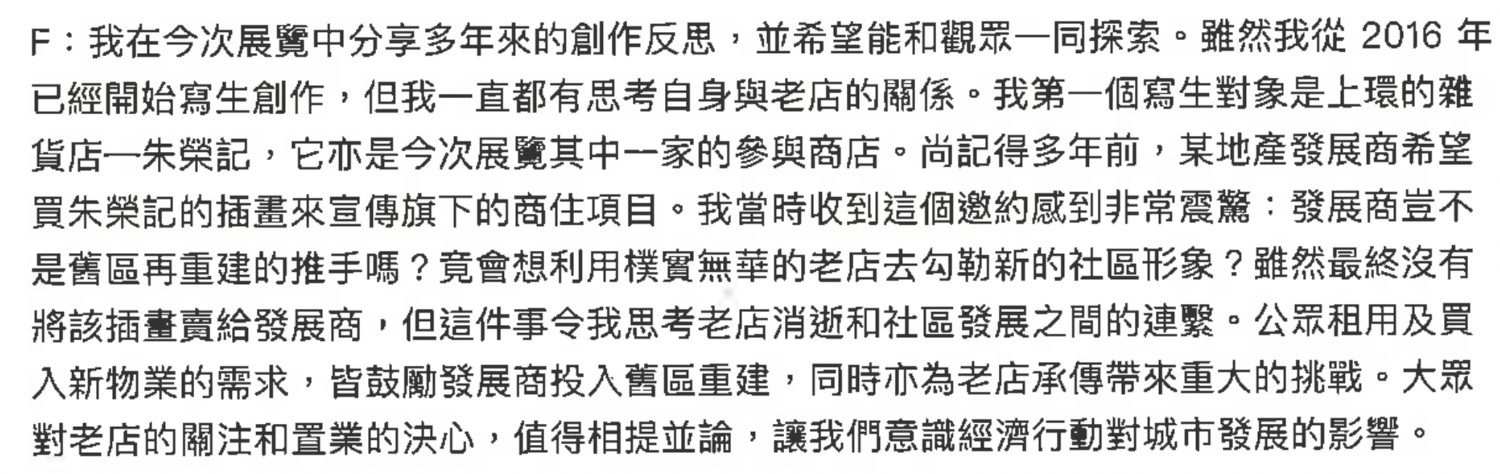 F：我在今次展覽中分享多年來的創作反思，並希望能和觀眾一同探索。雖然我從 2016 年
已經開始寫生創作，但我一直都有思考自身與老店的關係。我第一個寫生對象是上環的雜
貨店—朱榮記，它亦是今次展覽其中一家的參與商店。尚記得多年前，某地產發展商希望
買朱榮記的插畫來宣傳旗下的商住項目。我當時收到這個邀約感到非常震驚：發展商豈不
是舊區再重建的推手嗎？竟會想利用樸實無華的老店去勾勒新的社區形象？雖然最終沒有
將該插畫賣給發展商，但這件事令我思考老店消逝和社區發展之間的連繫。公眾租用及買
入新物業的需求，皆鼓勵發展商投入舊區重建，同時亦為老店承傳帶來重大的挑戰。大眾
對老店的關注和置業的決心，值得相提並論，讓我們意識經濟行動對城市發展的影響。